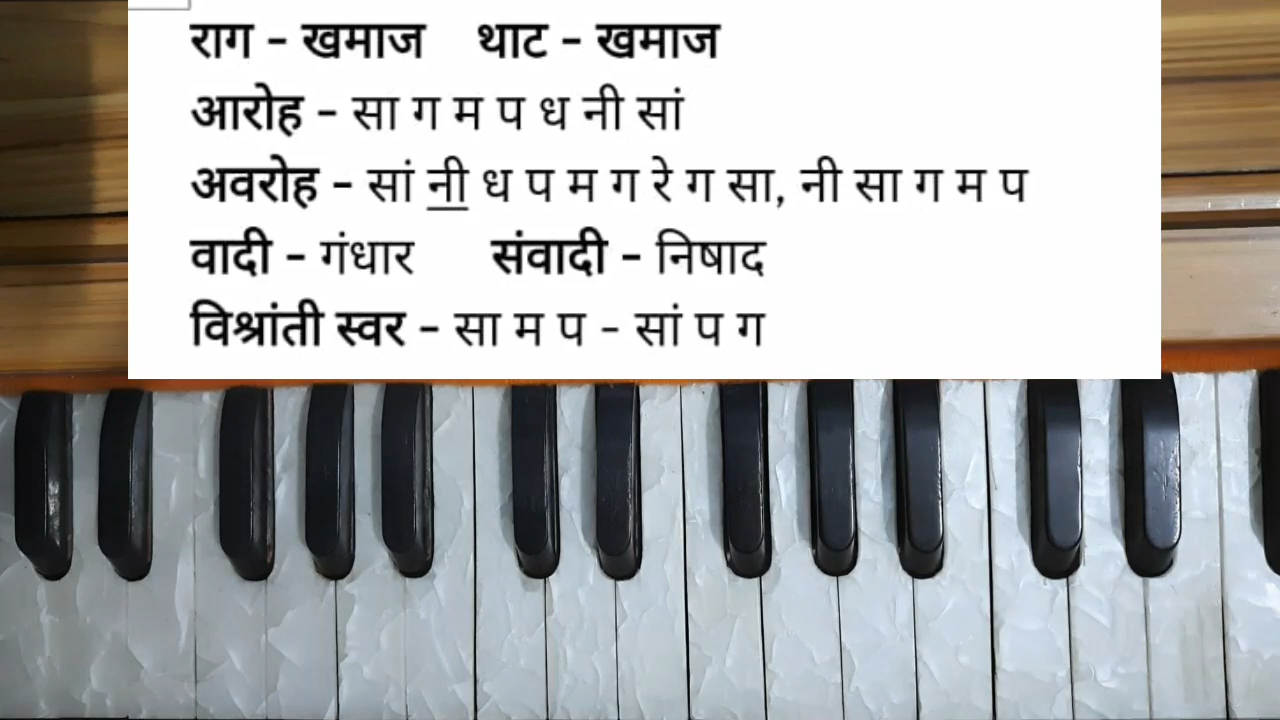 राग - खमाज थाट - खमाज
आरोह - सा ग म प ध नी सां
अवरोह - सां नी ध प म ग रे ग सा, नी सा ग म प
वादी - गंधार संवादी - निषाद
विश्रांती स्वर - सा म प - सां प ग